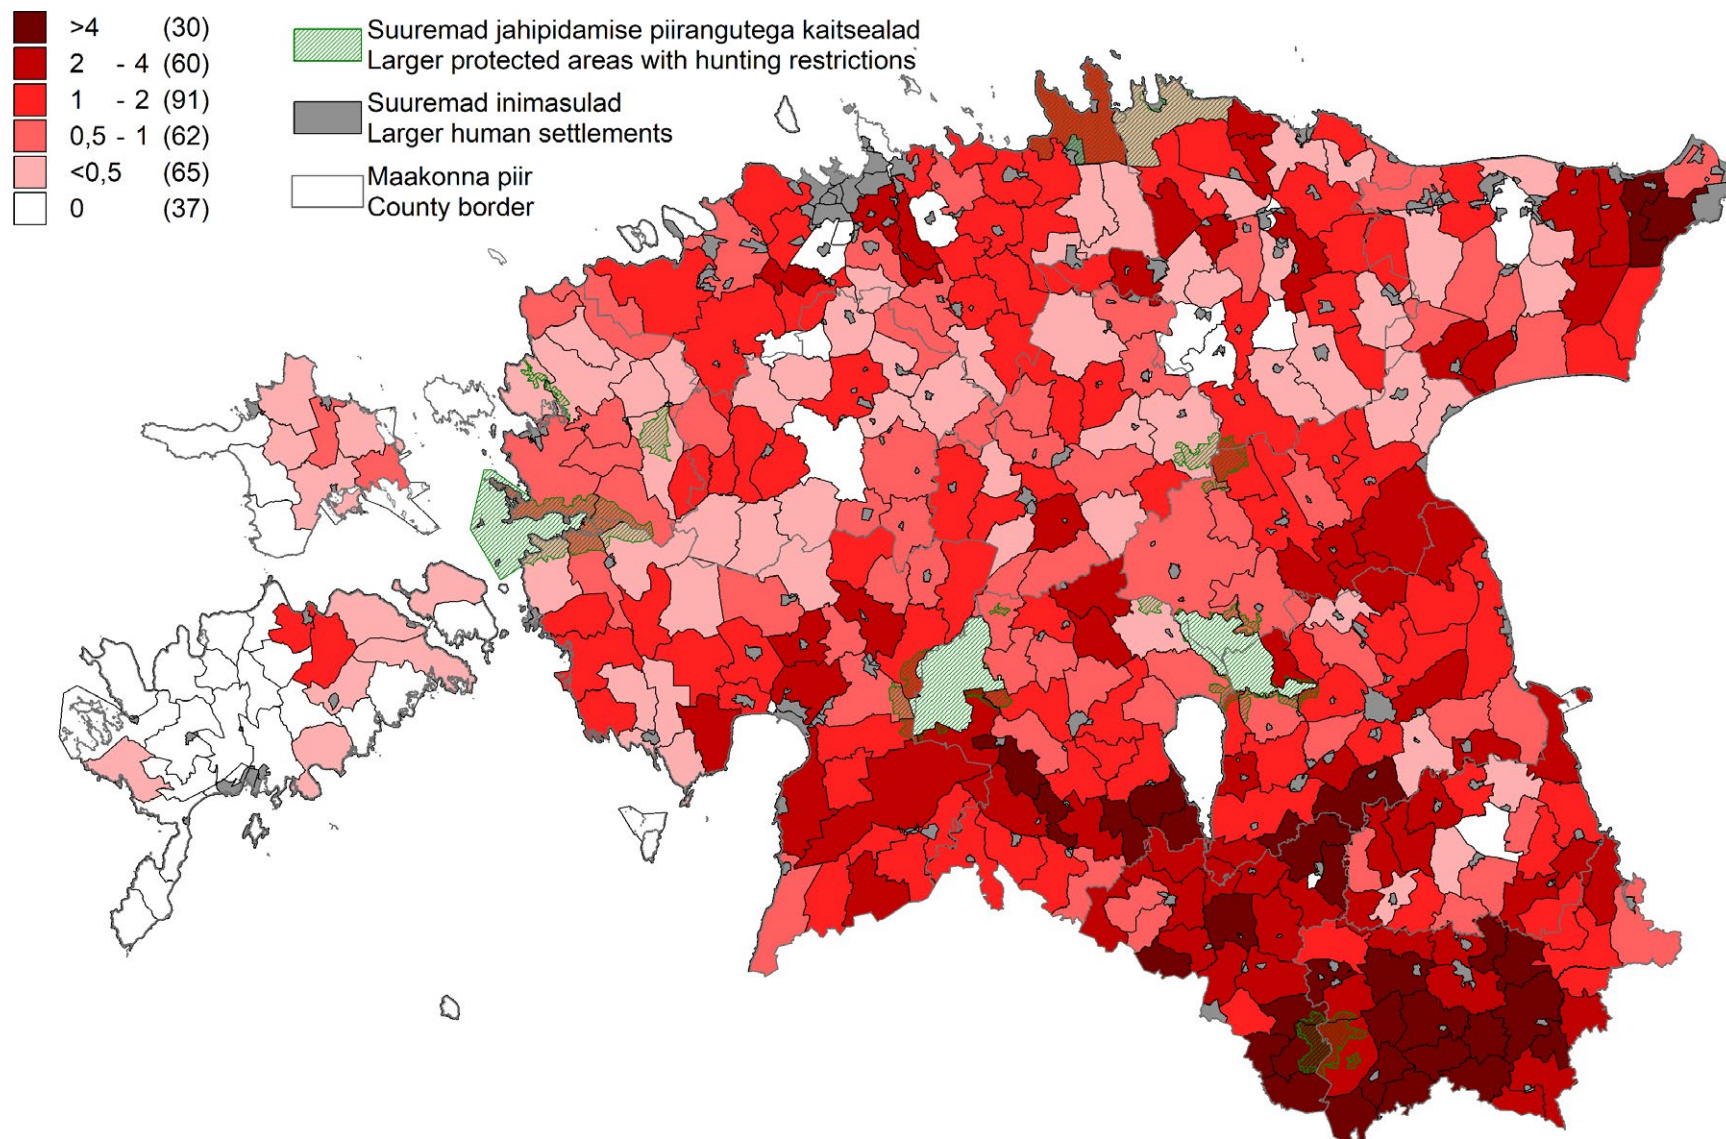 >4 (30)
2 - 4 (60)
1 - 2 (91)
0,5 - 1 (62)
<0,5 (65)
0 (37)
Suuremad jahipidamise piirangutega kaitsealad
Larger protected areas with hunting restrictions
Suuremad inimasulad
Larger human settlements
Maakonna piir
County border